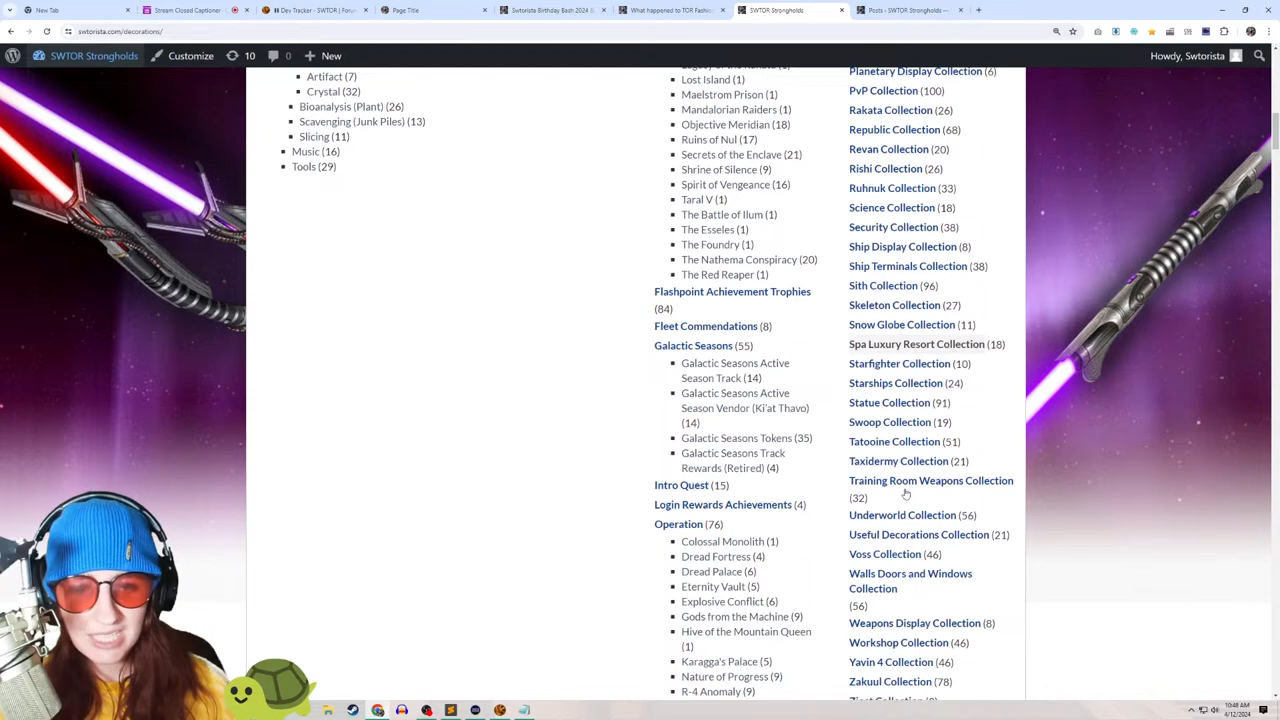 New Tab
Stream Closed Captioner
Dev Tracker - SWTOR | Forum
Page Title
Swtorista Birthday Bash 2024 &
What happened to TOR Fashion
SWTOR Strongholds
Posts ‹ SWTOR Strongholds —
swtorista.com/decorations/
SWTOR Strongholds
Customize
10
0
New
Howdy, Swtorista
Artifact (7)
Crystal (32)
Bioanalysis (Plant) (26)
Scavenging (Junk Piles) (13)
Slicing (11)
Music (16)
Tools (29)
Lost Island (1)
Maelstrom Prison (1)
Mandalorian Raiders (1)
Objective Meridian (18)
Ruins of Nul (17)
Secrets of the Enclave (21)
Shrine of Silence (9)
Spirit of Vengeance (16)
Taral V (1)
The Battle of Ilum (1)
The Esseles (1)
The Foundry (1)
The Nathema Conspiracy (20)
The Red Reaper (1)
Flashpoint Achievement Trophies
(84)
Fleet Commendations (8)
Galactic Seasons (55)
Galactic Seasons Active
Season Track (14)
Galactic Seasons Active
Season Vendor (Ki'at Thavo)
(14)
Galactic Seasons Tokens (35)
Galactic Seasons Track
Rewards (Retired) (4)
Intro Quest (15)
Login Rewards Achievements (4)
Operation (76)
Colossal Monolith (1)
Dread Fortress (4)
Dread Palace (6)
Eternity Vault (5)
Explosive Conflict (6)
Gods from the Machine (9)
Hive of the Mountain Queen
(1)
Karagga's Palace (5)
Nature of Progress (9)
R-4 Anomaly (9)
Planetary Display Collection (6)
PvP Collection (100)
Rakata Collection (26)
Republic Collection (68)
Revan Collection (20)
Rishi Collection (26)
Ruhnuk Collection (33)
Science Collection (18)
Security Collection (38)
Ship Display Collection (8)
Ship Terminals Collection (38)
Sith Collection (96)
Skeleton Collection (27)
Snow Globe Collection (11)
Spa Luxury Resort Collection (18)
Starfighter Collection (10)
Starships Collection (24)
Statue Collection (91)
Swoop Collection (19)
Tatooine Collection (51)
Taxidermy Collection (21)
Training Room Weapons Collection
(32)
Underworld Collection (56)
Useful Decorations Collection (21)
Voss Collection (46)
Walls Doors and Windows
Collection
(56)
Weapons Display Collection (8)
Workshop Collection (46)
Yavin 4 Collection (46)
Zakuul Collection (78)
10:48 AM
4/12/2024